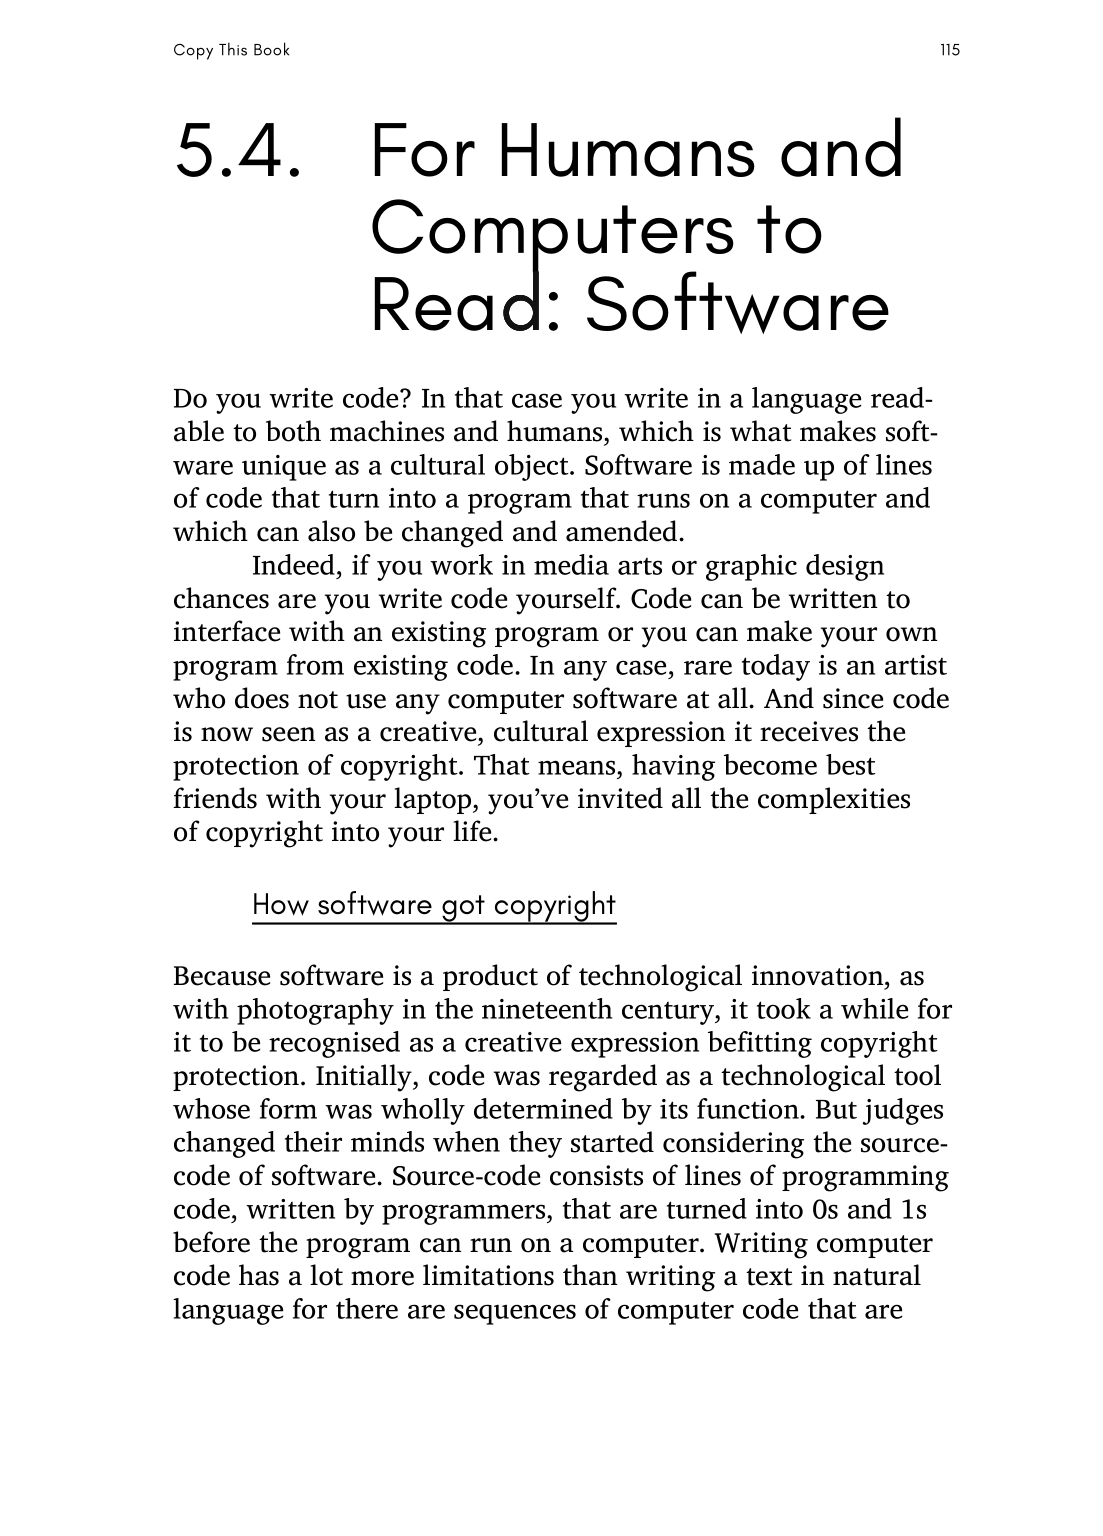 Copy This Book 115
5.4. For Humans and
Computers to
Read: Software
Do you write code? In that case you write in a language read-
able to both machines and humans, which is what makes soft-
ware unique as a cultural object. Software is made up of lines
of code that turn into a program that runs on a computer and
which can also be changed and amended.
Indeed, if you work in media arts or graphic design
chances are you write code yourself. Code can be written to
interface with an existing program or you can make your own
program from existing code. In any case, rare today is an artist
who does not use any computer software at all. And since code
is now seen as a creative, cultural expression it receives the
protection of copyright. That means, having become best
friends with your laptop, you’ve invited all the complexities
of copyright into your life.
How software got copyright
Because software is a product of technological innovation, as
with photography in the nineteenth century, it took a while for
it to be recognised as a creative expression befitting copyright
protection. Initially, code was regarded as a technological tool
whose form was wholly determined by its function. But judges
changed their minds when they started considering the source-
code of software. Source-code consists of lines of programming
code, written by programmers, that are turned into 0s and 1s
before the program can run on a computer. Writing computer
code has a lot more limitations than writing a text in natural
language for there are sequences of computer code that are